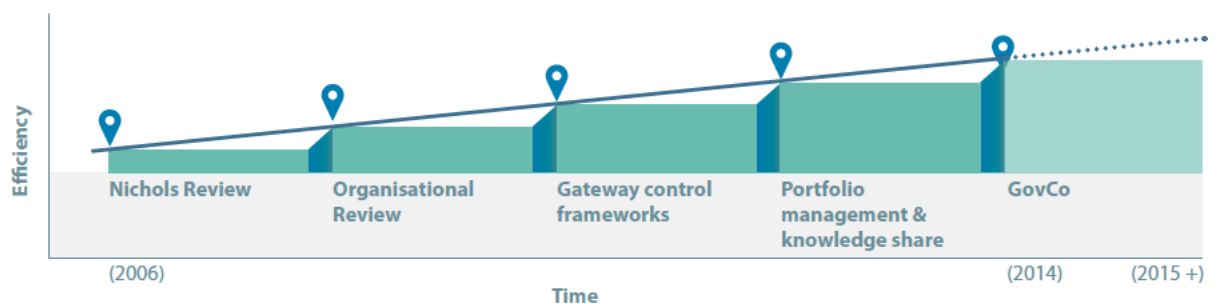 Efficiency
Nichols Review
Organisational
Review
Gateway control
frameworks
Portfolio
management &
knowledge share
GovCo
(2006)
(2014)
(2015 +)
Time